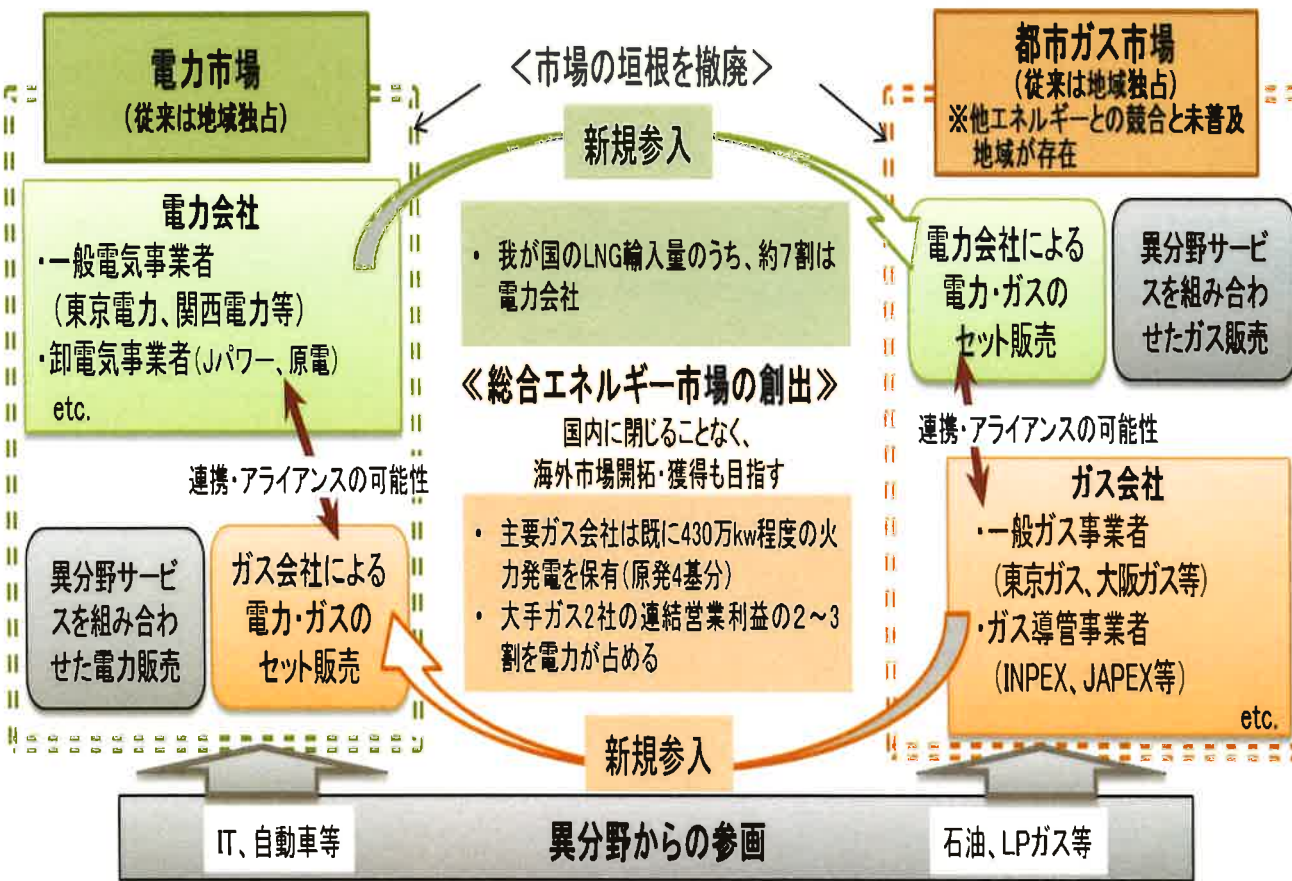 電力市場
(従来は地域独占)
<市場の垣根を撤廃>
都市ガス市場
(従来は地域独占)
※他エネルギーとの競合と未普及
地域が存在
新規参入
電力会社
・一般電気事業者
(東京電力、関西電力等)
・卸電気事業者(Jパワー、原電)
etc.
・ 我が国のLNG輸入量のうち、約7割は
電力会社
電力会社による
電力・ガスの
セット販売
異分野サービ
スを組み合わ
せたガス販売
≪総合エネルギー市場の創出≫
国内に閉じることなく、
海外市場開拓・獲得も目指す
連携・アライアンスの可能性
連携・アライアンスの可能性
異分野サービ
スを組み合わ
せた電力販売
ガス会社による
電力・ガスの
セット販売
・ 主要ガス会社は既に430万kw程度の火
力発電を保有(原発4基分)
・ 大手ガス2社の連結営業利益の2~3
割を電力が占める
ガス会社
・一般ガス事業者
(東京ガス、大阪ガス等)
・ガス導管事業者
(INPEX、JAPEX等)
etc.
新規参入
IT、自動車等
異分野からの参画
石油、LPガス等